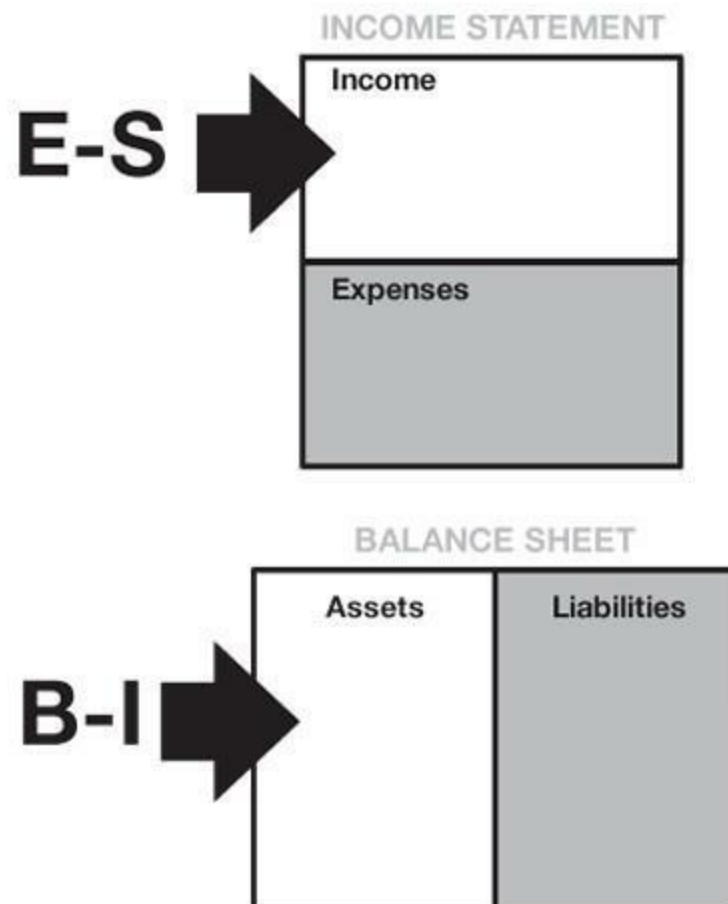 INCOME STATEMENT
Income
E-S
Expenses
BALANCE SHEET
Assets Liabilities
B-I